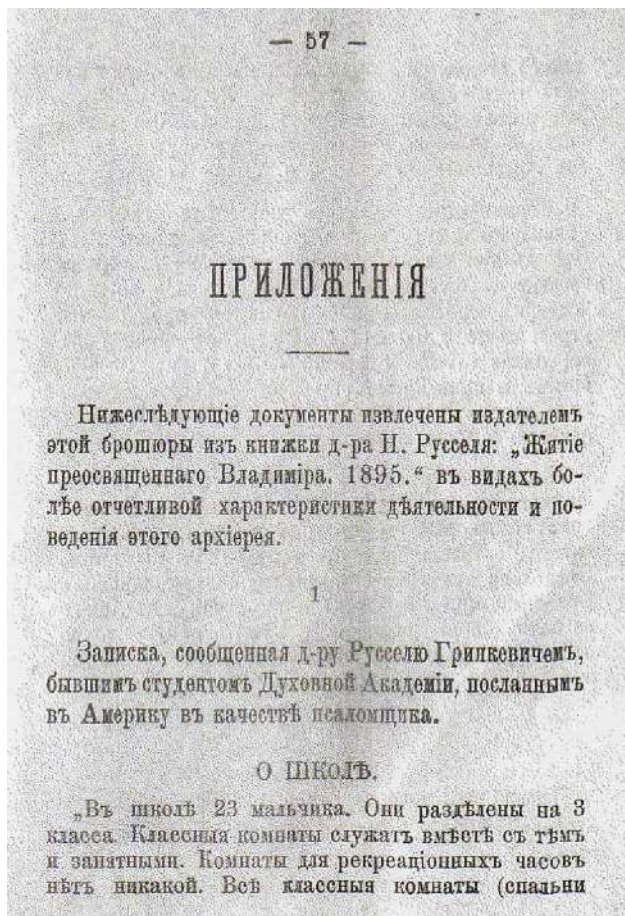 — 57 —
ПРИЛОЖЕНІЯ
Нижеслѣдующіе документы извлечены издателемъ
этой брошюры изъ книжки д-ра Н. Русселя: „Житіе
преосвященнаго Владиміра. 1895.“ въ видахъ бо-
лѣе отчетливой характеристики дѣятельности и по-
веденія этого архіерея.
1
Записка, сообщенная д-ру Русселю Грипкевичемъ,
бывшимъ студентомъ Духовной Академіи, посланнымъ
въ Америку въ качествѣ псаломщика.
О ШКОЛѢ.
„Въ школѣ 23 мальчика. Они раздѣлены на 3
класса. Классныя комнаты служатъ вмѣстѣ съ тѣмъ
и занятными. Комнаты для рекреаціонныхъ часовъ
нѣтъ никакой. Всѣ классныя комнаты (спальни